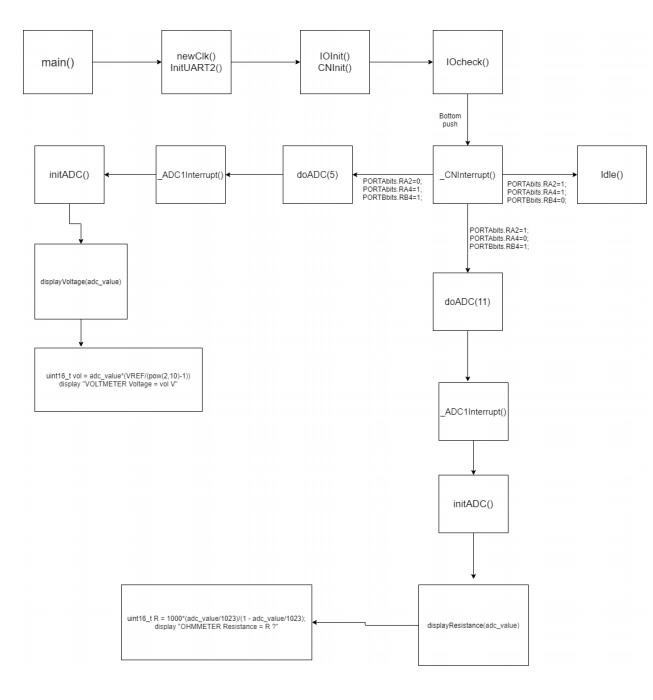 main()
newClk()
InitUART2()
IOInit()
CNInit()
IOcheck()
Bottom
push
initADC()
_ADC1Interrupt()
doADC(5)
PORTAbits.RA2=0;
PORTAbits.RA4=1;
PORTBbits.RB4=1;
_CNInterrupt()
PORTAbits.RA2=1;
PORTAbits.RA4=1;
PORTBbits.RB4=0;
Idle()
PORTAbits.RA2=1;
PORTAbits.RA4=0;
PORTBbits.RB4=1;
displayVoltage(adc_value)
doADC(11)
uint16_t vol = adc_value*(VREF/(pow(2,10)-1))
display "VOLTMETER Voltage = vol V"
_ADC1Interrupt()
initADC()
uint16_t R = 1000*(adc_value/1023)/(1 - adc_value/1023);
display "OHMMETER Resistance = R ?"
displayResistance(adc_value)